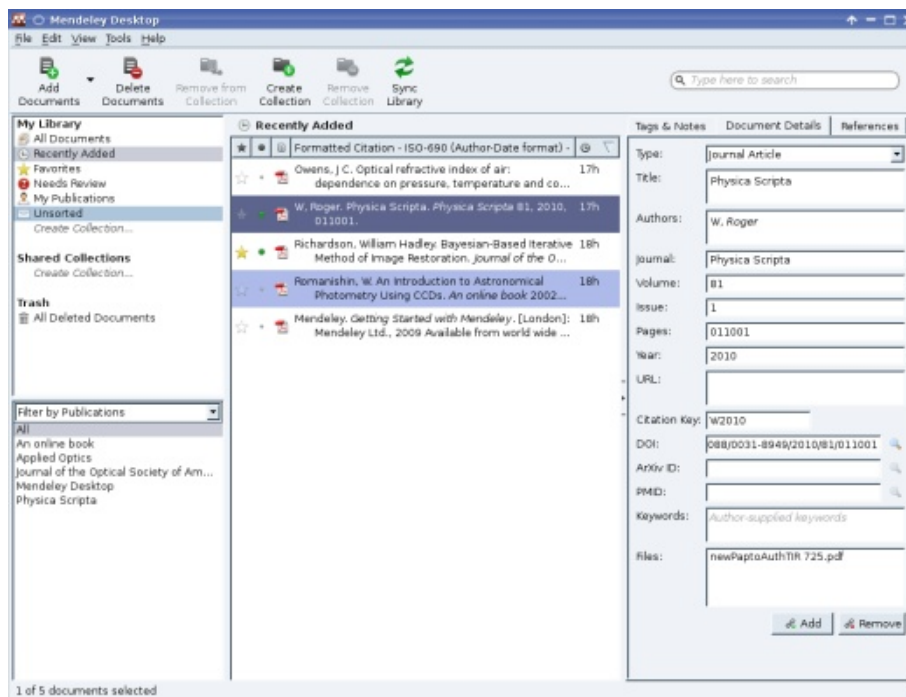 Mendeley Desktop
File Edit View Tools Help
Add Documents
Delete Documents
Remove from Collection
Create Collection
Remove Collection
Sync Library
Type here to search
My Library
All Documents
Recently Added
Favorites
Needs Review
My Publications
Unsorted
Create Collection...
Shared Collections
Create Collection...
Trash
All Deleted Documents
Filter by Publications
All
An online book
Applied Optics
Journal of the Optical Society of Am...
Mendeley Desktop
Physica Scripta
Recently Added
Formatted Citation - ISO-690 (Author-Date format) -
Owens, J C. Optical refractive index of air: 17h
dependence on pressure, temperature and co...
W, Roger. Physica Scripta. Physica Scripta 81, 2010, 17h
011001.
Richardson, William Hadley. Bayesian-Based Iterative 18h
Method of Image Restoration. Journal of the O...
Romanishin, W. An Introduction to Astronomical 18h
Photometry Using CCDs. An online book 2002...
Mendeley. Getting Started with Mendeley. [London]: 18h
Mendeley Ltd., 2009 Available from world wide ...
Tags & Notes Document Details References
Type: Journal Article
Title: Physica Scripta
Authors: W, Roger
Journal: Physica Scripta
Volume: 81
Issue: 1
Pages: 011001
Year: 2010
URL:
Citation Key: W2010
DOI: 088/0031-8949/2010/81/011001
ArXiv ID:
PMID:
Keywords: Author-supplied keywords
Files: newPaptoAuthTIR 725.pdf
Add Remove
1 of 5 documents selected